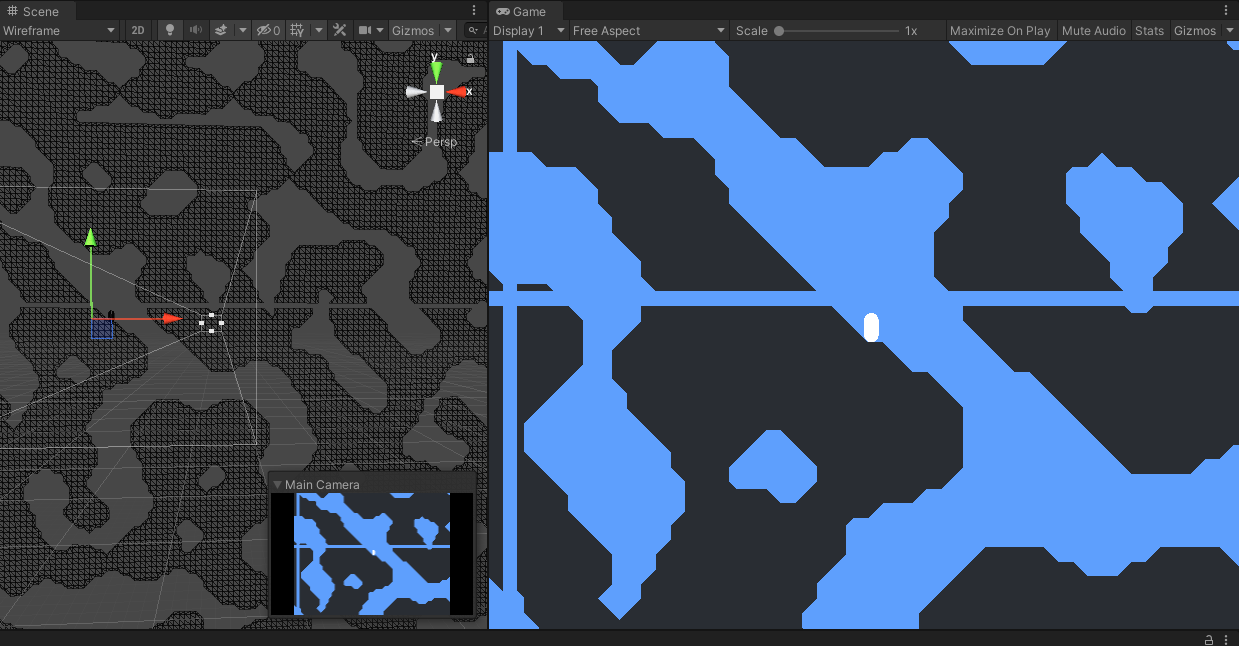 Scene
Game
Wireframe
2D
0
Gizmos
Display 1
Free Aspect
Scale
1x
Maximize On Play
Mute Audio
Stats
Gizmos
y
x
Persp
Main Camera